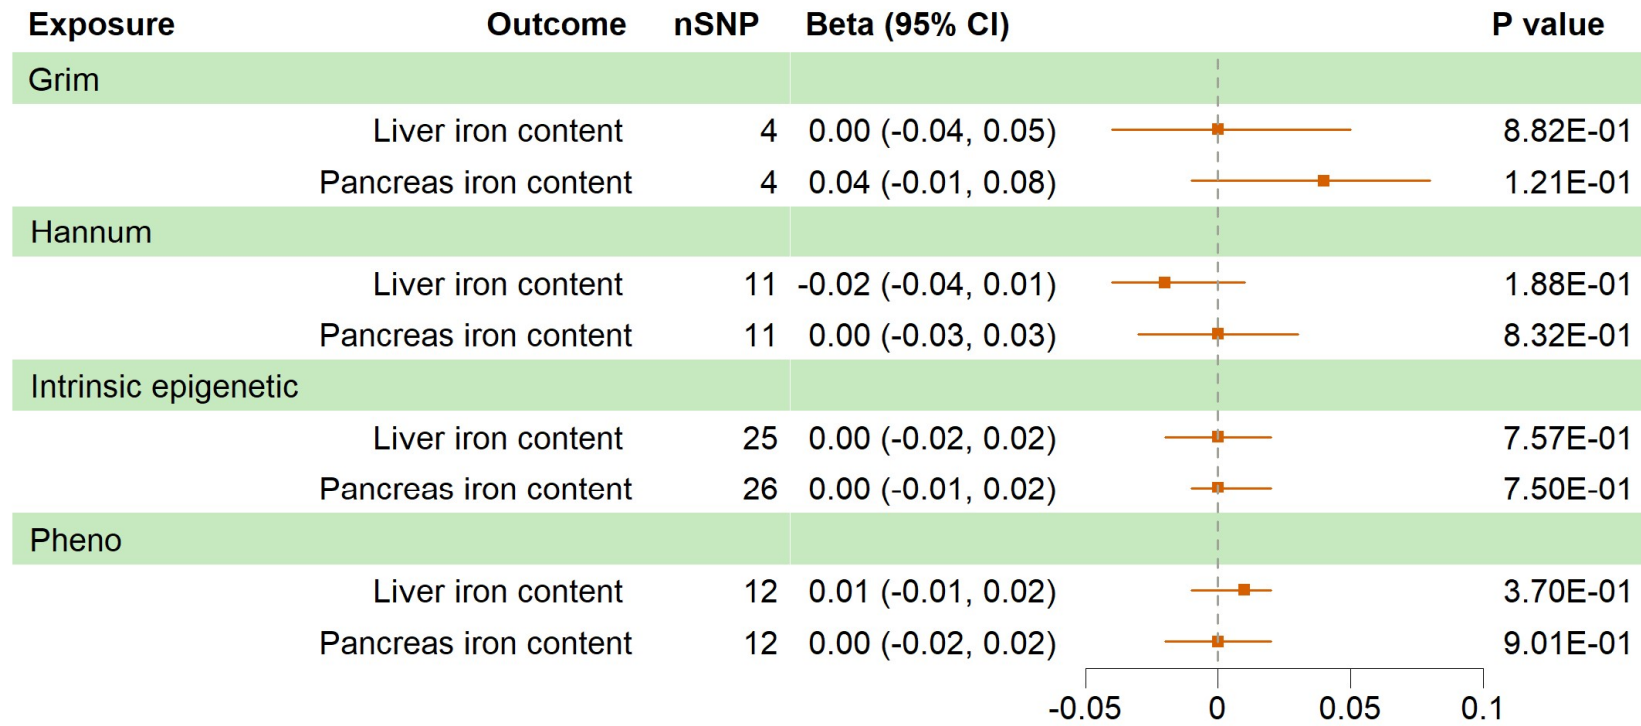 Exposure Outcome nSNP Beta (95% CI) P value
Grim
Liver iron content 4 0.00 (-0.04, 0.05) 8.82E-01
Pancreas iron content 4 0.04 (-0.01, 0.08) 1.21E-01
Hannum
Liver iron content 11 -0.02 (-0.04, 0.01) 1.88E-01
Pancreas iron content 11 0.00 (-0.03, 0.03) 8.32E-01
Intrinsic epigenetic
Liver iron content 25 0.00 (-0.02, 0.02) 7.57E-01
Pancreas iron content 26 0.00 (-0.01, 0.02) 7.50E-01
Pheno
Liver iron content 12 0.01 (-0.01, 0.02) 3.70E-01
Pancreas iron content 12 0.00 (-0.02, 0.02) 9.01E-01
-0.05 0 0.05 0.1